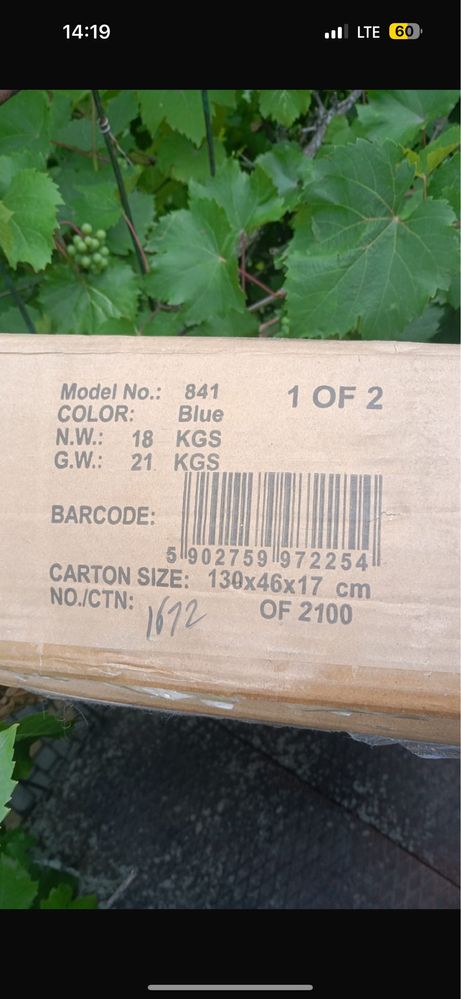 14:19
LTE 60
Model No.: 841
1 OF 2
COLOR: Blue
N.W.: 18 KGS
G.W.: 21 KGS
BARCODE:
5 902759 972254
CARTON SIZE: 130x46x17 cm
NO./CTN: 1672 OF 2100